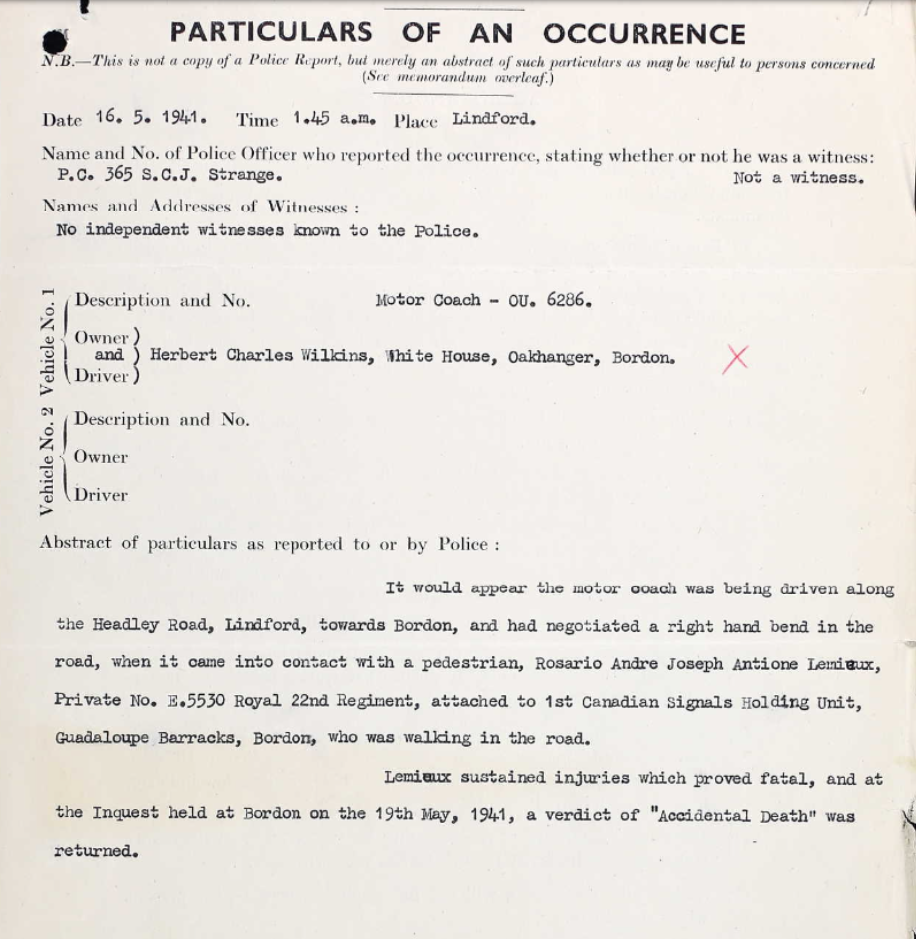 PARTICULARS OF AN OCCURRENCE
N.B.—This is not a copy of a Police Report, but merely an abstract of such particulars as may be useful to persons concerned
(See memorandum overleaf.)
Date 16. 5. 1941. Time 1.45 a.m. Place Lindford.
Name and No. of Police Officer who reported the occurrence, stating whether or not he was a witness:
P.C. 365 S.C.J. Strange. Not a witness.
Names and Addresses of Witnesses :
No independent witnesses known to the Police.
Vehicle No. 1
Description and No. Motor Coach - OU. 6286.
Owner )
and ) Herbert Charles Wilkins, White House, Oakhanger, Bordon.
Driver )
Vehicle No. 2
Description and No.
Owner
Driver
Abstract of particulars as reported to or by Police :
It would appear the motor coach was being driven along
the Headley Road, Lindford, towards Bordon, and had negotiated a right hand bend in the
road, when it came into contact with a pedestrian, Rosario Andre Joseph Antione Lemieux,
Private No. E.5530 Royal 22nd Regiment, attached to 1st Canadian Signals Holding Unit,
Guadaloupe Barracks, Bordon, who was walking in the road.
Lemieux sustained injuries which proved fatal, and at
the Inquest held at Bordon on the 19th May, 1941, a verdict of "Accidental Death" was
returned.